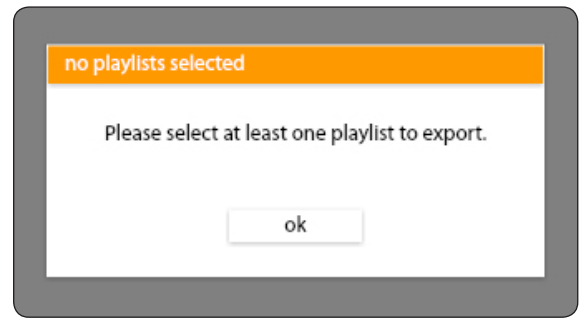 no playlists selected
Please select at least one playlist to export.
ok